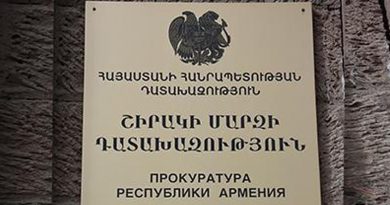 ՀԱՅԱՍՏԱՆԻ ՀԱՆՐԱՊԵՏՈՒԹՅԱՆ
ԴԱՏԱԽԱԶՈՒԹՅՈՒՆ
ՇԻՐԱԿԻ ՄԱՐԶԻ
ԴԱՏԱԽԱԶՈՒԹՅՈՒՆ
ПРОКУРАТУРА
РЕСПУБЛИКИ АРМЕНИЯ